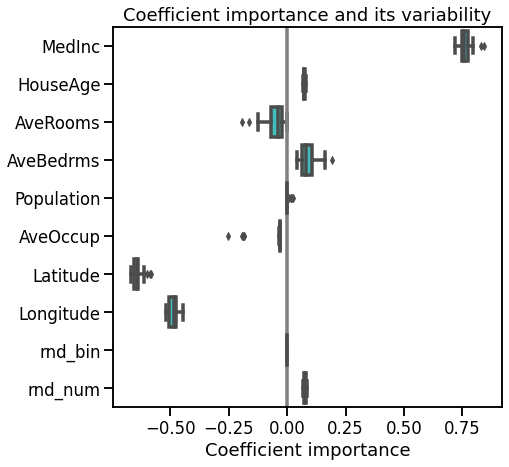 Coefficient importance and its variability
MedInc
HouseAge
AveRooms
AveBedrms
Population
AveOccup
Latitude
Longitude
rnd_bin
rnd_num
−0.50 −0.25 0.00 0.25 0.50 0.75
Coefficient importance